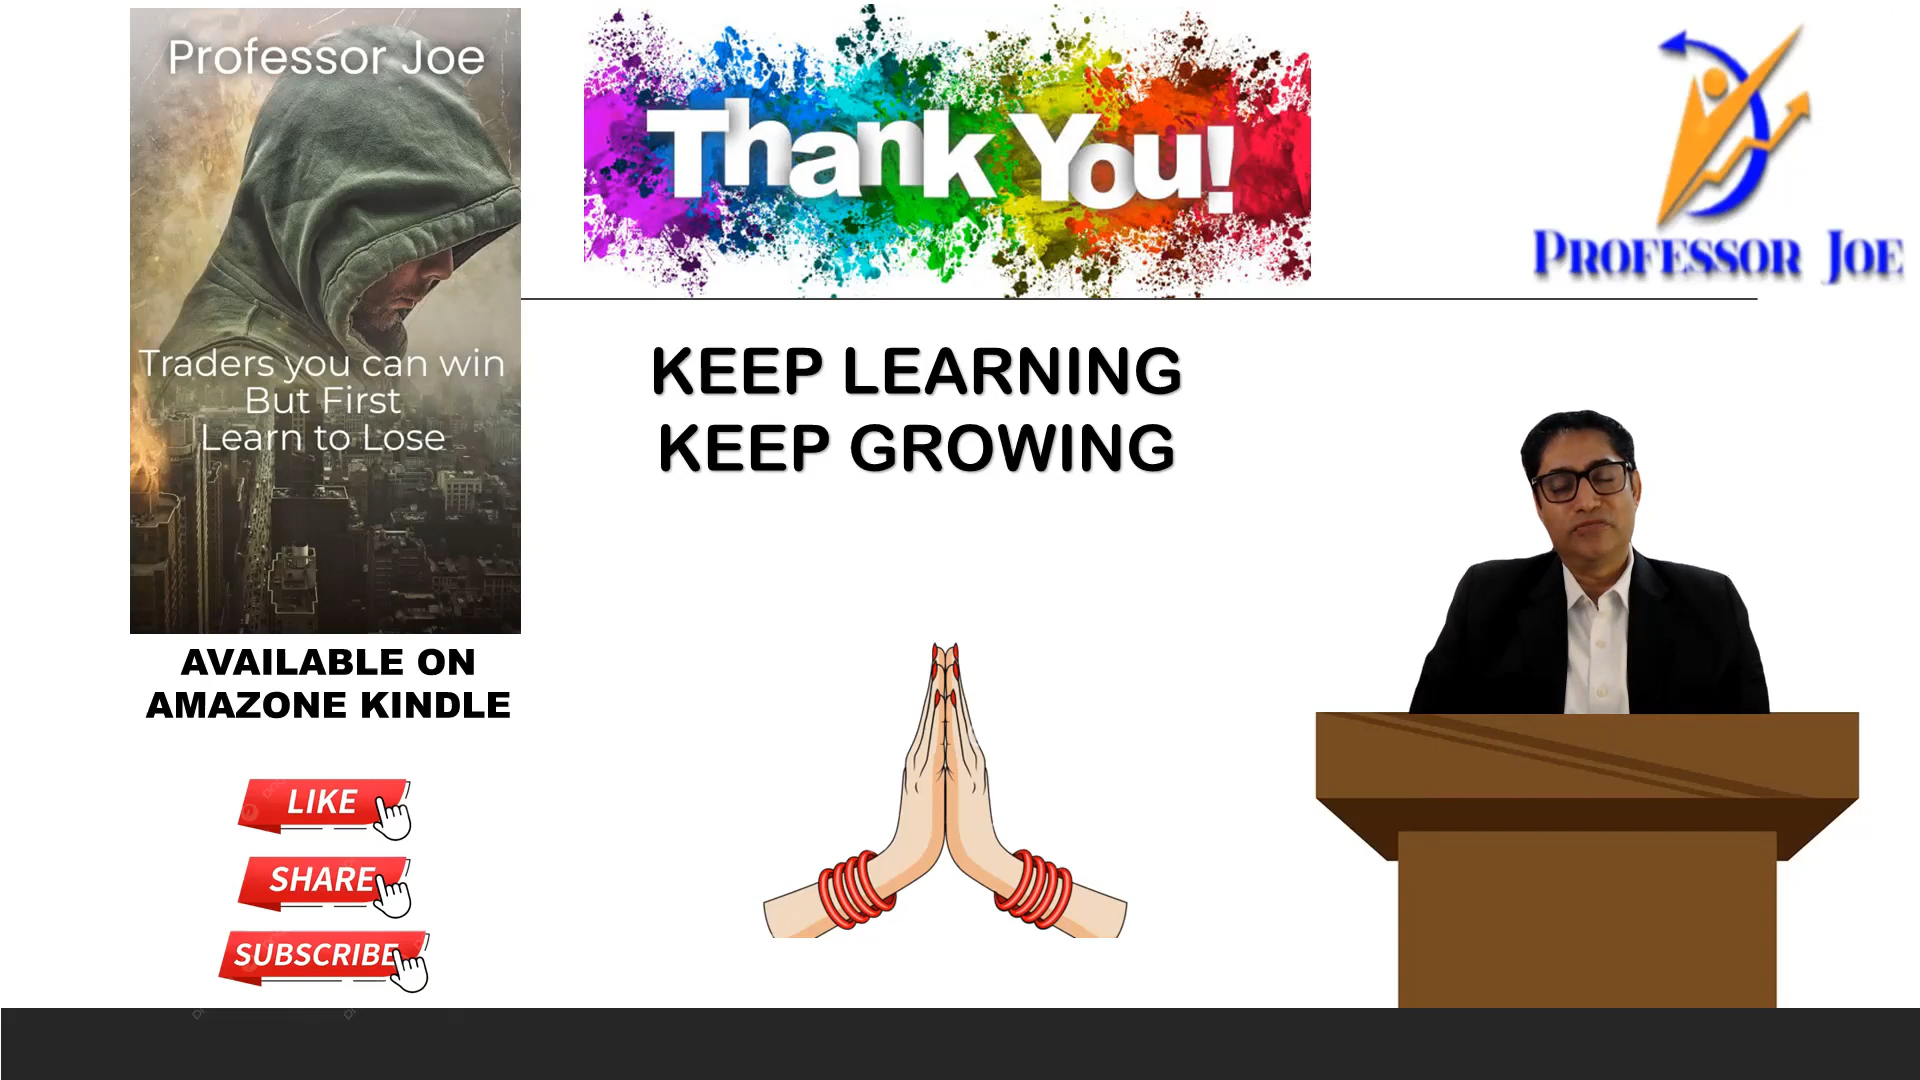 Professor Joe
Traders you can win
But First
Learn to Lose
AVAILABLE ON
AMAZONE KINDLE
LIKE
SHARE
SUBSCRIBE
Thank You!
KEEP LEARNING
KEEP GROWING
PROFESSOR JOE